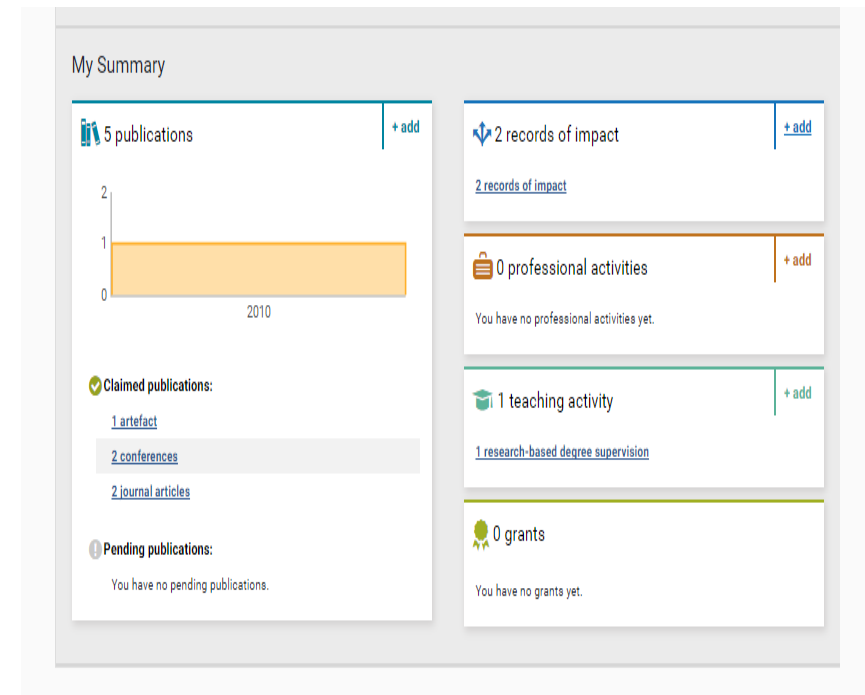 My Summary
5 publications
+ add
2
1
0
2010
Claimed publications:
1 artefact
2 conferences
2 journal articles
Pending publications:
You have no pending publications.
2 records of impact
+ add
2 records of impact
0 professional activities
+ add
You have no professional activities yet.
1 teaching activity
+ add
1 research-based degree supervision
0 grants
You have no grants yet.